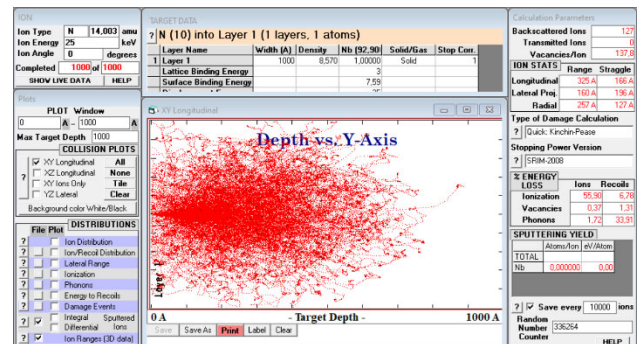 ION
Ion Type N 14,003 amu
Ion Energy 25 keV
Ion Angle 0 degrees
Completed 1000 of 1000
SHOW LIVE DATA HELP
Plots
PLOT Window
0 A - 1000 A
Max Target Depth 1000
COLLISION PLOTS
XY Longitudinal All
XZ Longitudinal None
? XY Ions Only Tile
YZ Lateral Clear
Background color White/Black
DISTRIBUTIONS
File Plot
? Ion Distribution
? Ion/Recoil Distribution
? Lateral Range
? Ionization
? Phonons
? Energy to Recoils
? Damage Events
? Integral Sputtered
Differential Ions
? Ion Ranges (3D data)
TARGET DATA
? N (10) into Layer 1 (1 layers, 1 atoms)
Layer Name Width (A) Density Nb (92,90) Solid/Gas Stop Corr.
1 Layer 1 1000 8,570 1,00000 Solid 1
Lattice Binding Energy 3
Surface Binding Energy 7,59
XY Longitudinal
Depth vs. Y-Axis
Layer 1
0 A - Target Depth - 1000 A
Save Save As Print Label Clear
Calculation Parameters
Backscattered Ions 127
Transmitted Ions 0
Vacancies/Ion 137,8
ION STATS Range Straggle
Longitudinal 325 A 166 A
Lateral Proj. 160 A 196 A
Radial 257 A 127 A
Type of Damage Calculation
? Quick: Kinchin-Pease
Stopping Power Version
? SRIM-2008
% ENERGY LOSS Ions Recoils
Ionization 55,90 6,78
Vacancies 0,37 1,31
Phonons 1,72 33,91
SPUTTERING YIELD
Atoms/Ion eV/Atom
TOTAL
Nb 0,000000 0,00
? Save every 10000 ions
Random
Number 336264
Counter
HELP